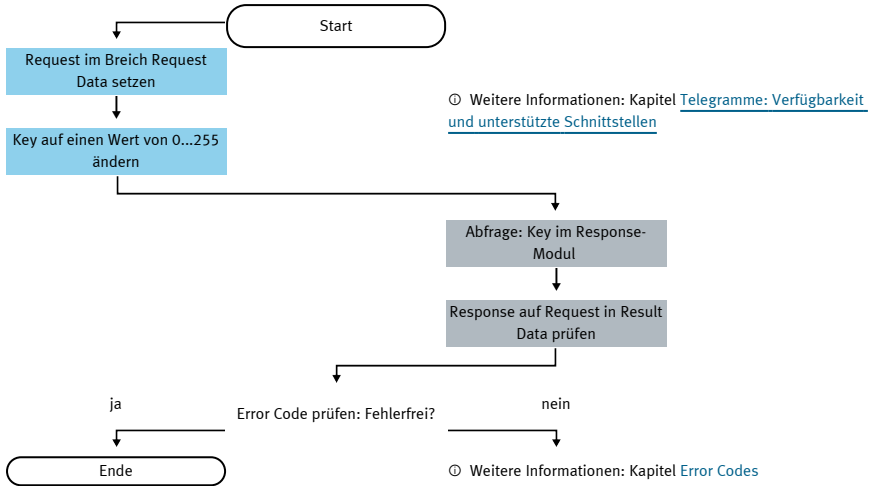 Start
Request im Breich Request
Data setzen
ⓘ Weitere Informationen: Kapitel Telegramme: Verfügbarkeit
und unterstützte Schnittstellen
Key auf einen Wert von 0...255
ändern
Abfrage: Key im Response-
Modul
Response auf Request in Result
Data prüfen
ja
nein
Error Code prüfen: Fehlerfrei?
Ende
ⓘ Weitere Informationen: Kapitel Error Codes